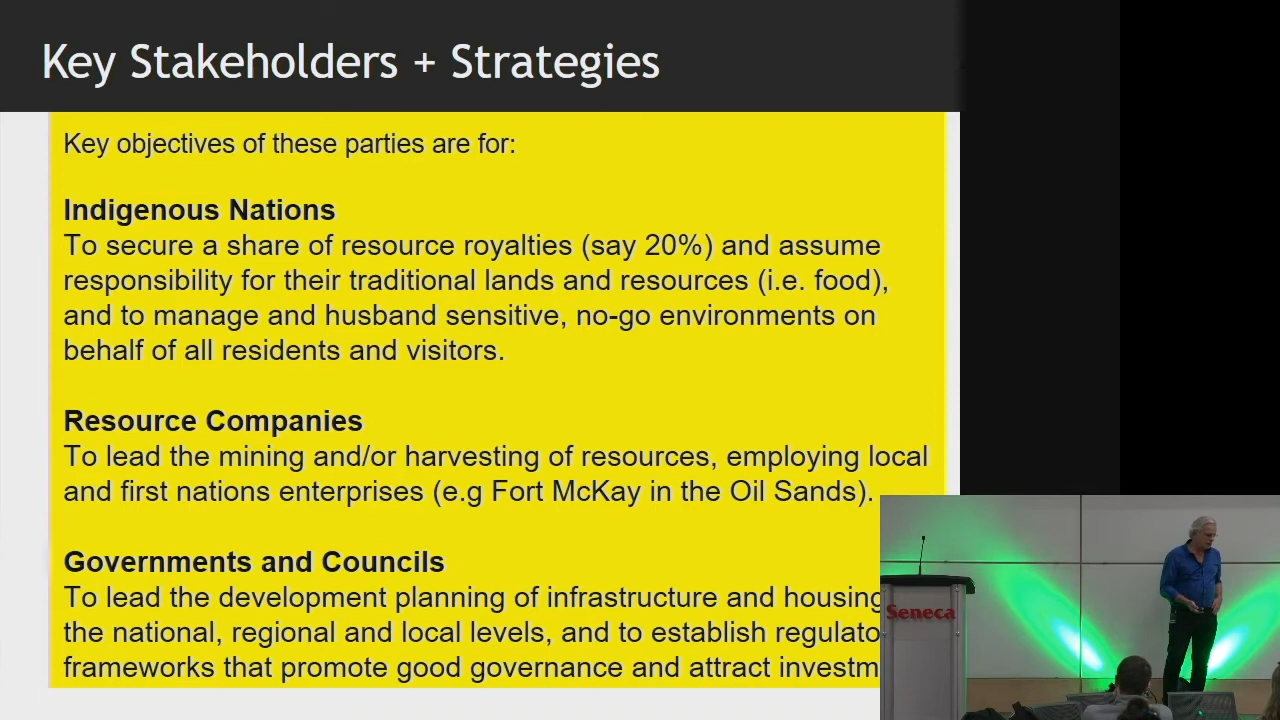 Key Stakeholders + Strategies
Key objectives of these parties are for:
Indigenous Nations
To secure a share of resource royalties (say 20%) and assume
responsibility for their traditional lands and resources (i.e. food),
and to manage and husband sensitive, no-go environments on
behalf of all residents and visitors.
Resource Companies
To lead the mining and/or harvesting of resources, employing local
and first nations enterprises (e.g Fort McKay in the Oil Sands).
Governments and Councils
To lead the development planning of infrastructure and housing
the national, regional and local levels, and to establish
frameworks that promote good governance and attract
Seneca